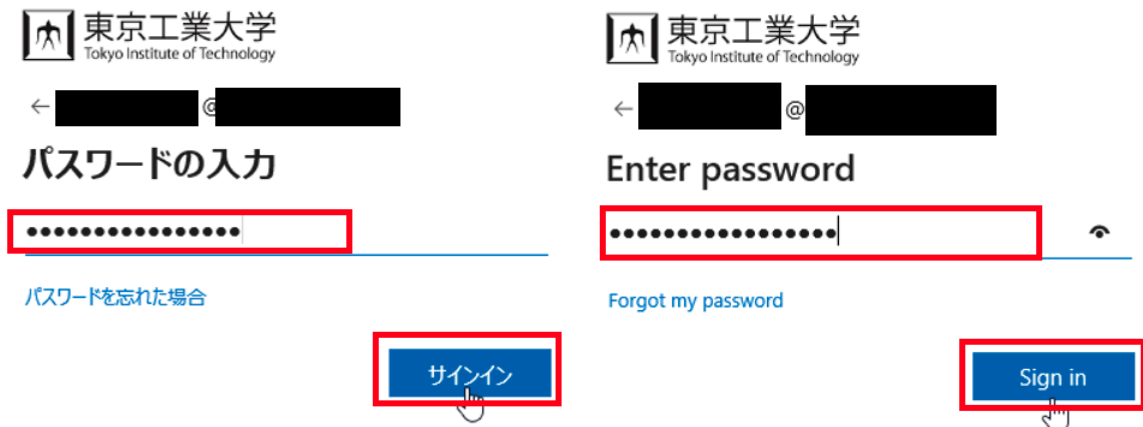 東京工業大学
Tokyo Institute of Technology
← @
パスワードの入力
••••••••••••••••
パスワードを忘れた場合
サインイン
東京工業大学
Tokyo Institute of Technology
← @
Enter password
•••••••••••••••••
Forgot my password
Sign in